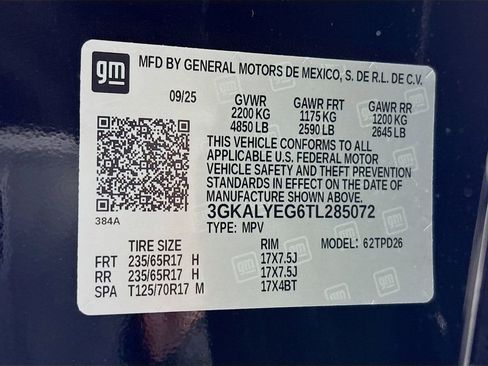 gm MFD BY GENERAL MOTORS DE MEXICO, S. DE R.L. DE C.V.
09/25 GVWR GAWR FRT GAWR RR
2200 KG 1175 KG 1200 KG
4850 LB 2590 LB 2645 LB
THIS VEHICLE CONFORMS TO ALL
APPLICABLE U.S. FEDERAL MOTOR
VEHICLE SAFETY AND THEFT PREVENTION
STANDARDS IN EFFECT ON THE DATE OF
MANUFACTURE SHOWN ABOVE.
384A
3GKALYEG6TL285072
TYPE: MPV MODEL: 62TPD26
TIRE SIZE RIM
FRT 235/65R17 H 17X7.5J
RR 235/65R17 H 17X7.5J
SPA T125/70R17 M 17X4BT